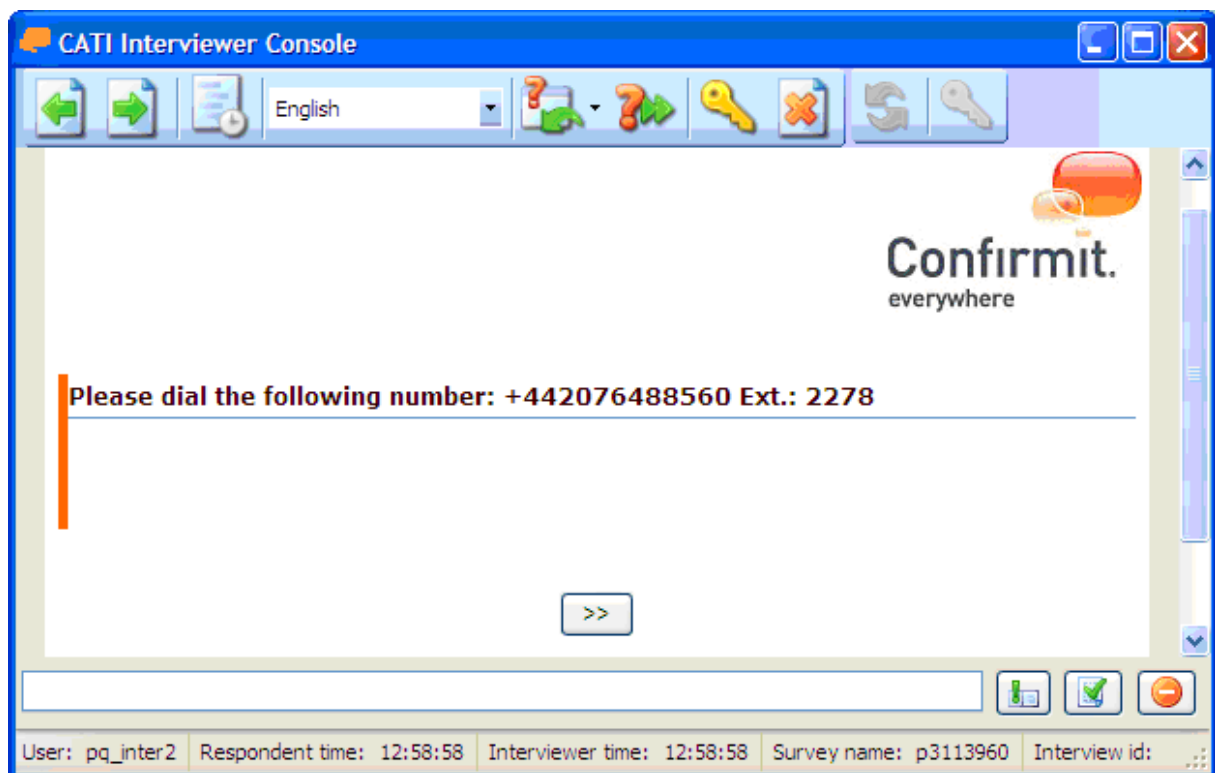 CATI Interviewer Console
English
Confirmit.
everywhere
Please dial the following number: +442076488560 Ext.: 2278
>>
User: pq_inter2 Respondent time: 12:58:58 Interviewer time: 12:58:58 Survey name: p3113960 Interview id: